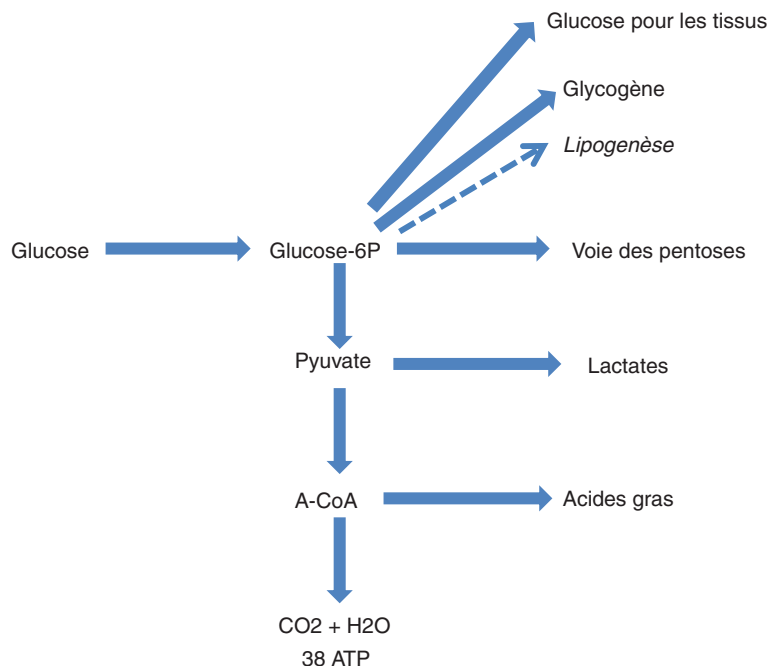 Glucose pour les tissus
Glycogène
Lipogenèse
Glucose
Glucose-6P
Voie des pentoses
Pyuvate
Lactates
A-CoA
Acides gras
CO2 + H2O
38 ATP